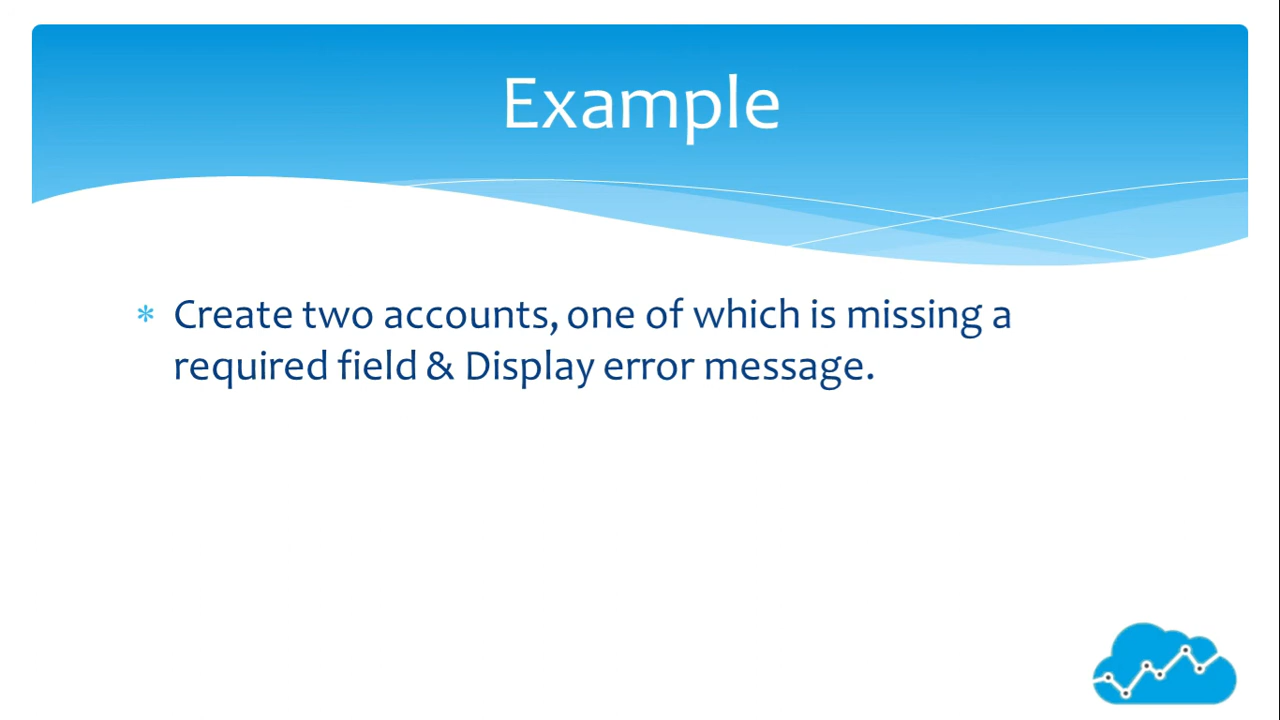 Example
* Create two accounts, one of which is missing a
required field & Display error message.